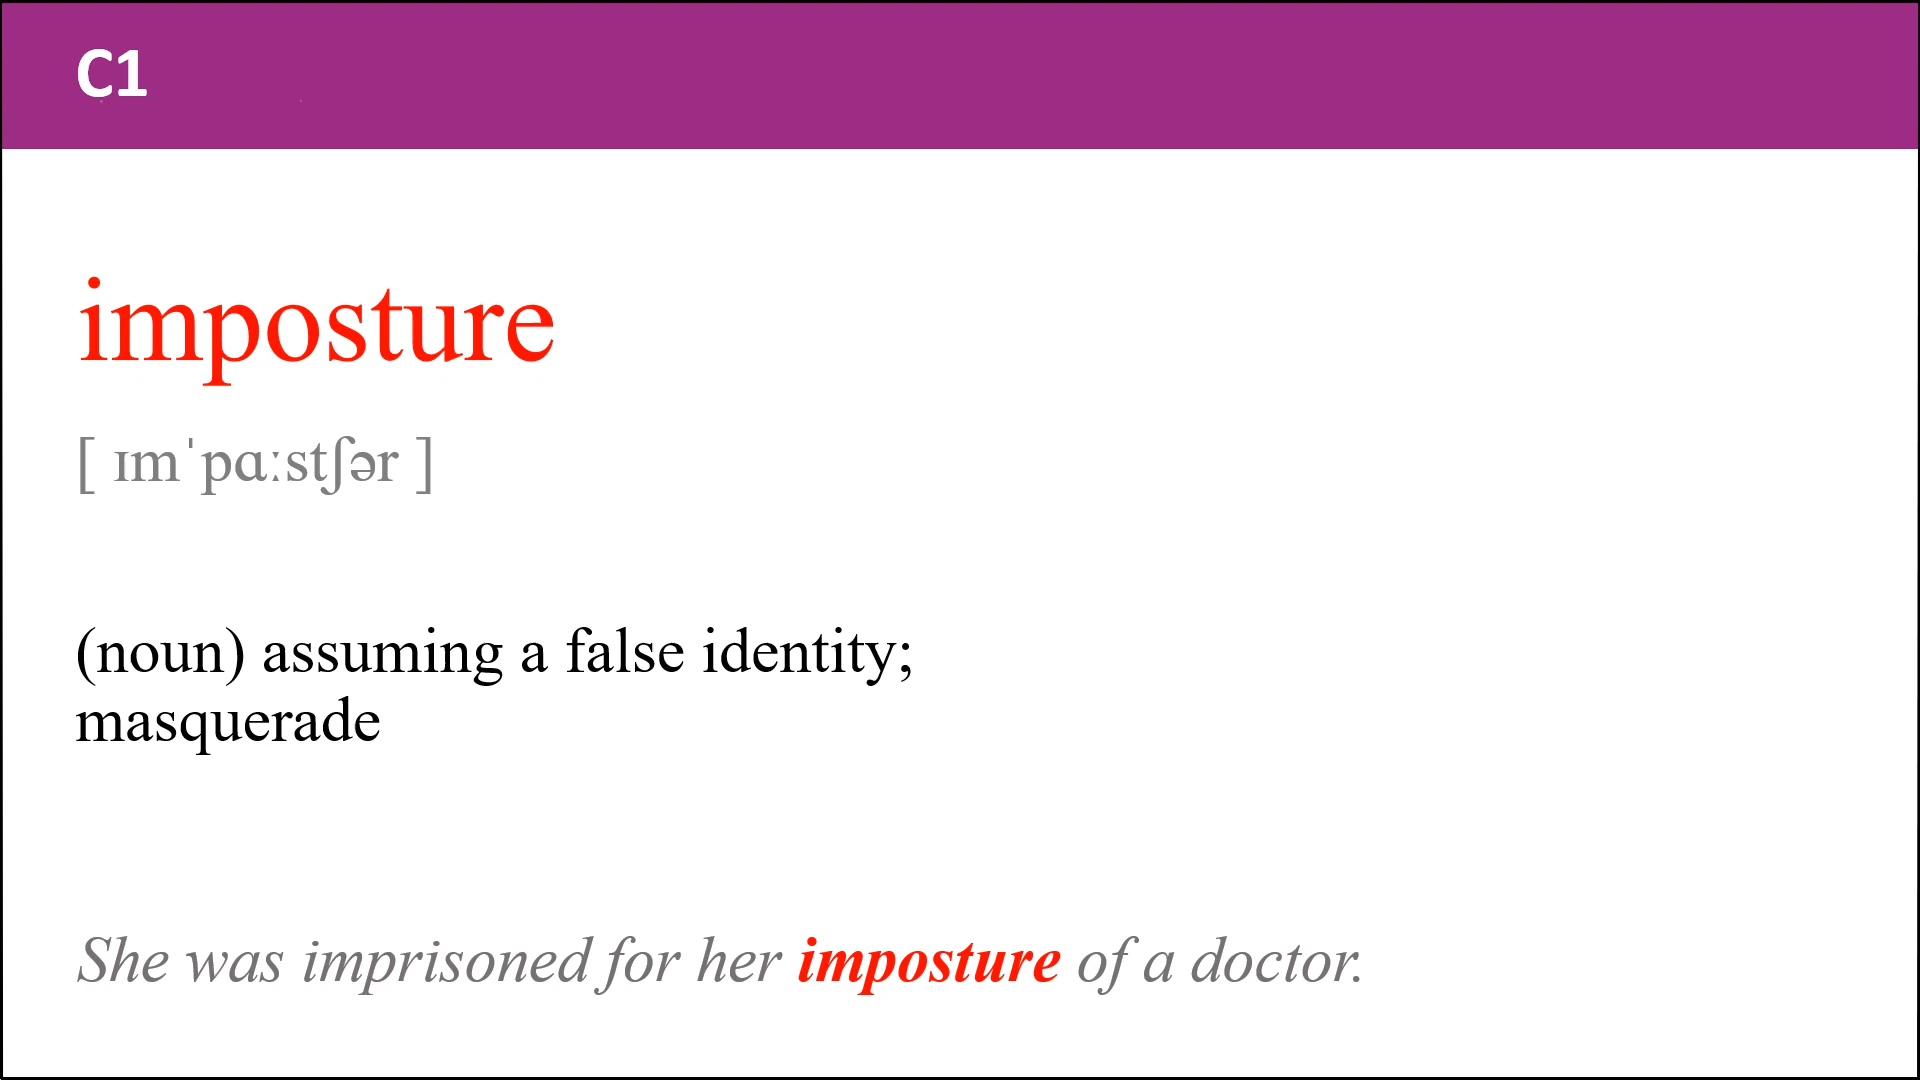 C1
imposture
[ ɪmˈpɑːstʃər ]
(noun) assuming a false identity;
masquerade
She was imprisoned for her imposture of a doctor.